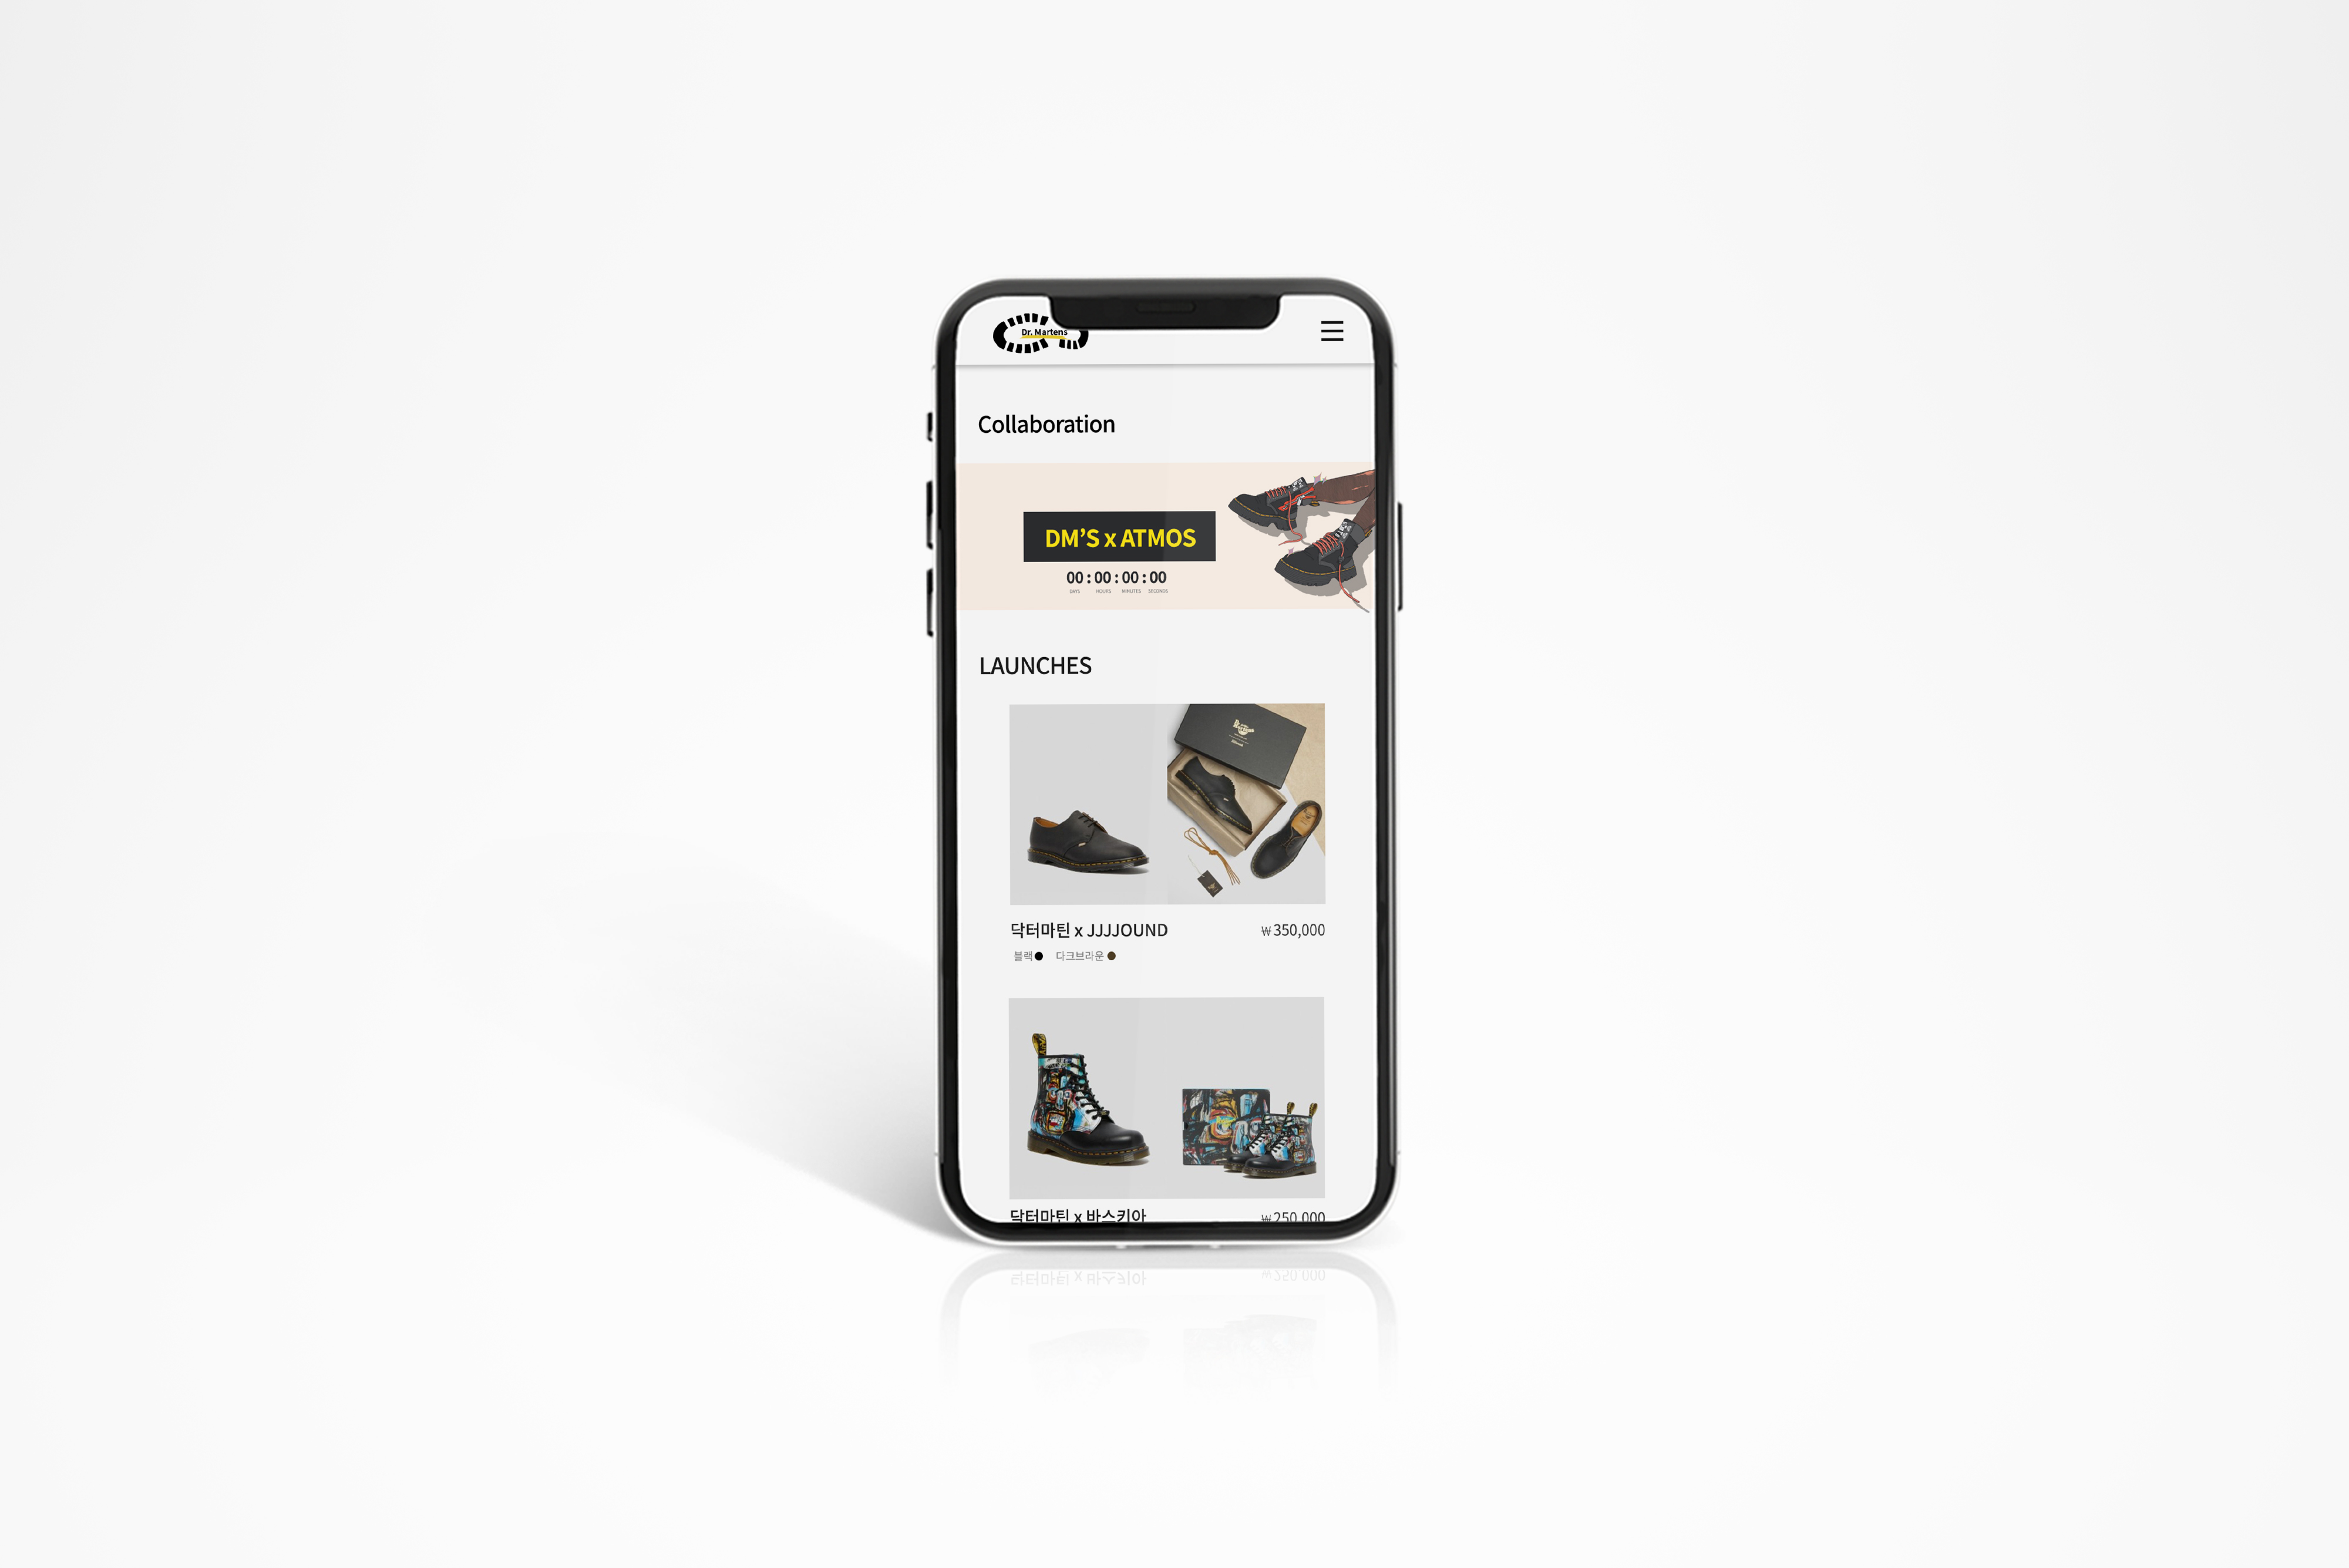 Dr. Martens
Collaboration
DM'S x ATMOS
00 : 00 : 00 : 00
DAYS HOURS MINUTES SECONDS
LAUNCHES
닥터마틴 x JJJJOUND ₩350,000
블랙 다크브라운
닥터마틴 x 바스키아 ₩250,000